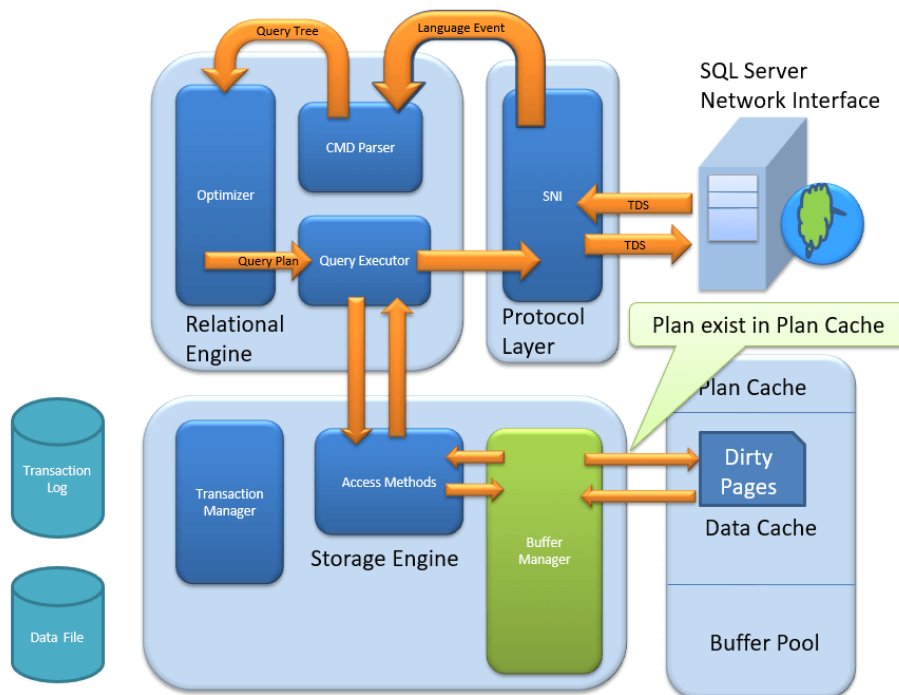 Query Tree
Language Event
SQL Server
Network Interface
CMD Parser
Optimizer
SNI
TDS
TDS
Query Plan
Query Executor
Relational
Engine
Protocol
Layer
Plan exist in Plan Cache
Plan Cache
Transaction
Log
Transaction
Manager
Access Methods
Dirty
Pages
Data Cache
Storage Engine
Buffer
Manager
Data File
Buffer Pool